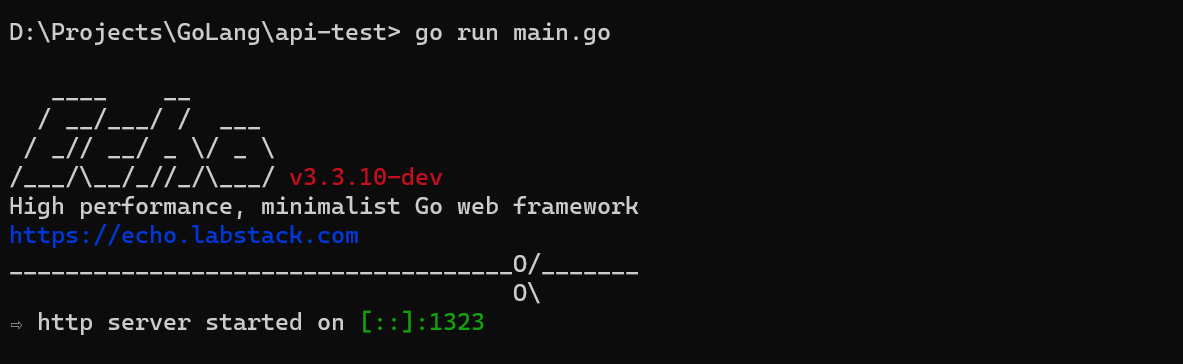 D:\Projects\GoLang\api-test> go run main.go
   ____    __
  / __/___/ /  ___
 / _// __/ _ \/ _ \
/___/\__/_//_/\___/ v3.3.10-dev
High performance, minimalist Go web framework
https://echo.labstack.com
____________________________________O/_______
                                    O\
⇨ http server started on [::]:1323